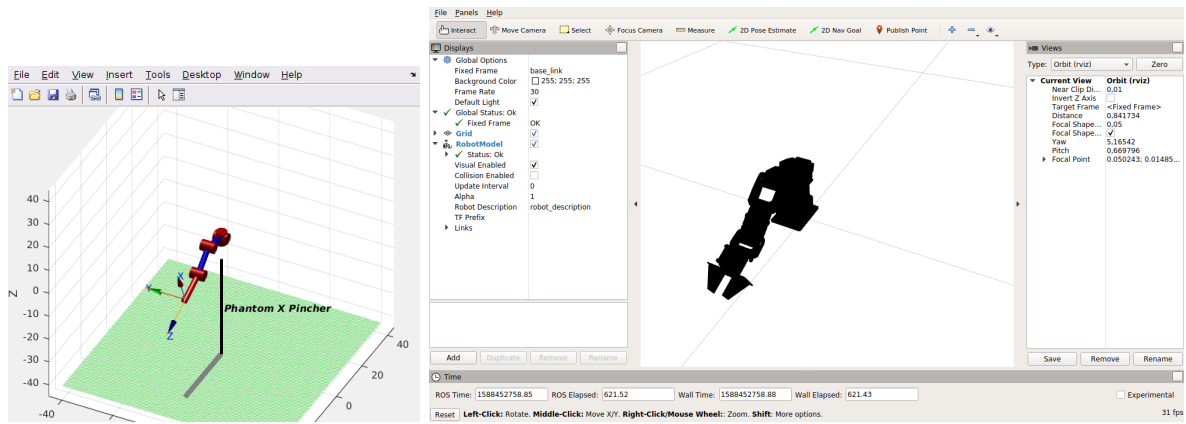 File Edit View Insert Tools Desktop Window Help
40
30
20
10
0
-10
-20
-30
-40
Z
X
Y
Z
Phantom X Pincher
-40
0
20
40
File Panels Help
Interact Move Camera Select Focus Camera Measure 2D Pose Estimate 2D Nav Goal Publish Point
Displays
Global Options
Fixed Frame base_link
Background Color 255; 255; 255
Frame Rate 30
Default Light
Global Status: Ok
Fixed Frame OK
Grid
RobotModel
Status: Ok
Visual Enabled
Collision Enabled
Update Interval 0
Alpha 1
Robot Description robot_description
TF Prefix
Links
Add Duplicate Remove Rename
Views
Type: Orbit (rviz) Zero
Current View Orbit (rviz)
Near Clip Di... 0,01
Invert Z Axis
Target Frame <Fixed Frame>
Distance 0,841734
Focal Shape... 0,05
Focal Shape...
Yaw 5,16542
Pitch 0,669796
Focal Point 0.050243; 0.01485...
Save Remove Rename
Time
ROS Time: 1588452758.85 ROS Elapsed: 621.52 Wall Time: 1588452758.88 Wall Elapsed: 621.43 Experimental
Reset Left-Click: Rotate. Middle-Click: Move X/Y. Right-Click/Mouse Wheel:: Zoom. Shift: More options. 31 fps